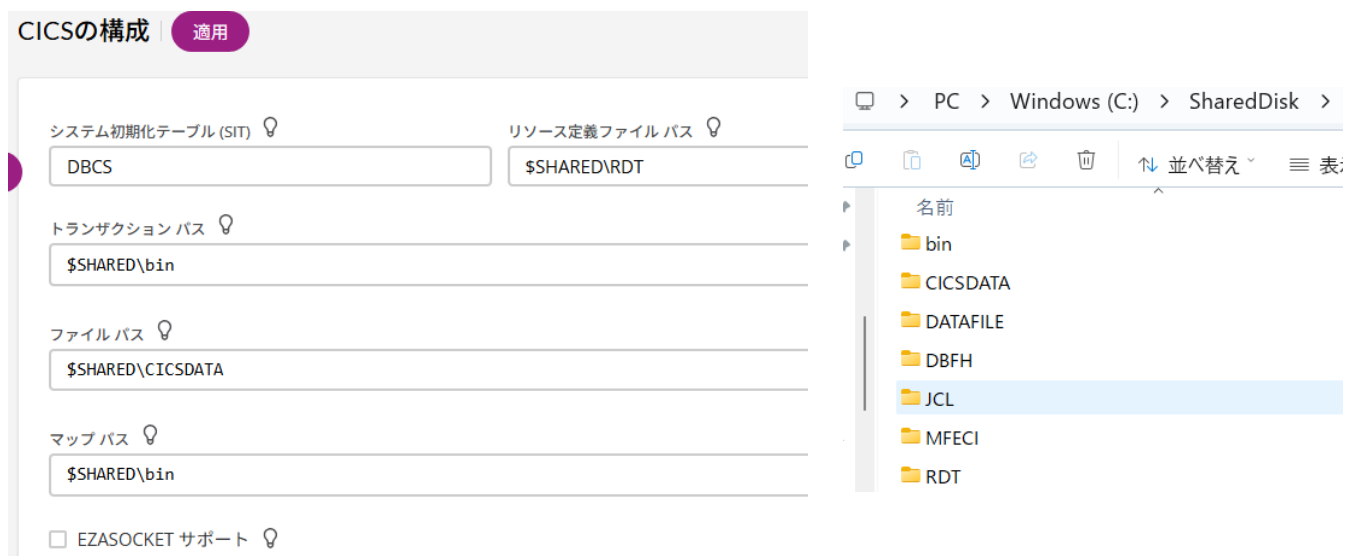 CICSの構成
適用
システム初期化テーブル (SIT)
リソース定義ファイル パス
DBCS
$SHARED\RDT
トランザクション パス
$SHARED\bin
ファイル パス
$SHARED\CICSDATA
マップ パス
$SHARED\bin
EZASOCKET サポート
> PC > Windows (C:) > SharedDisk >
並べ替え
名前
bin
CICSDATA
DATAFILE
DBFH
JCL
MFECI
RDT